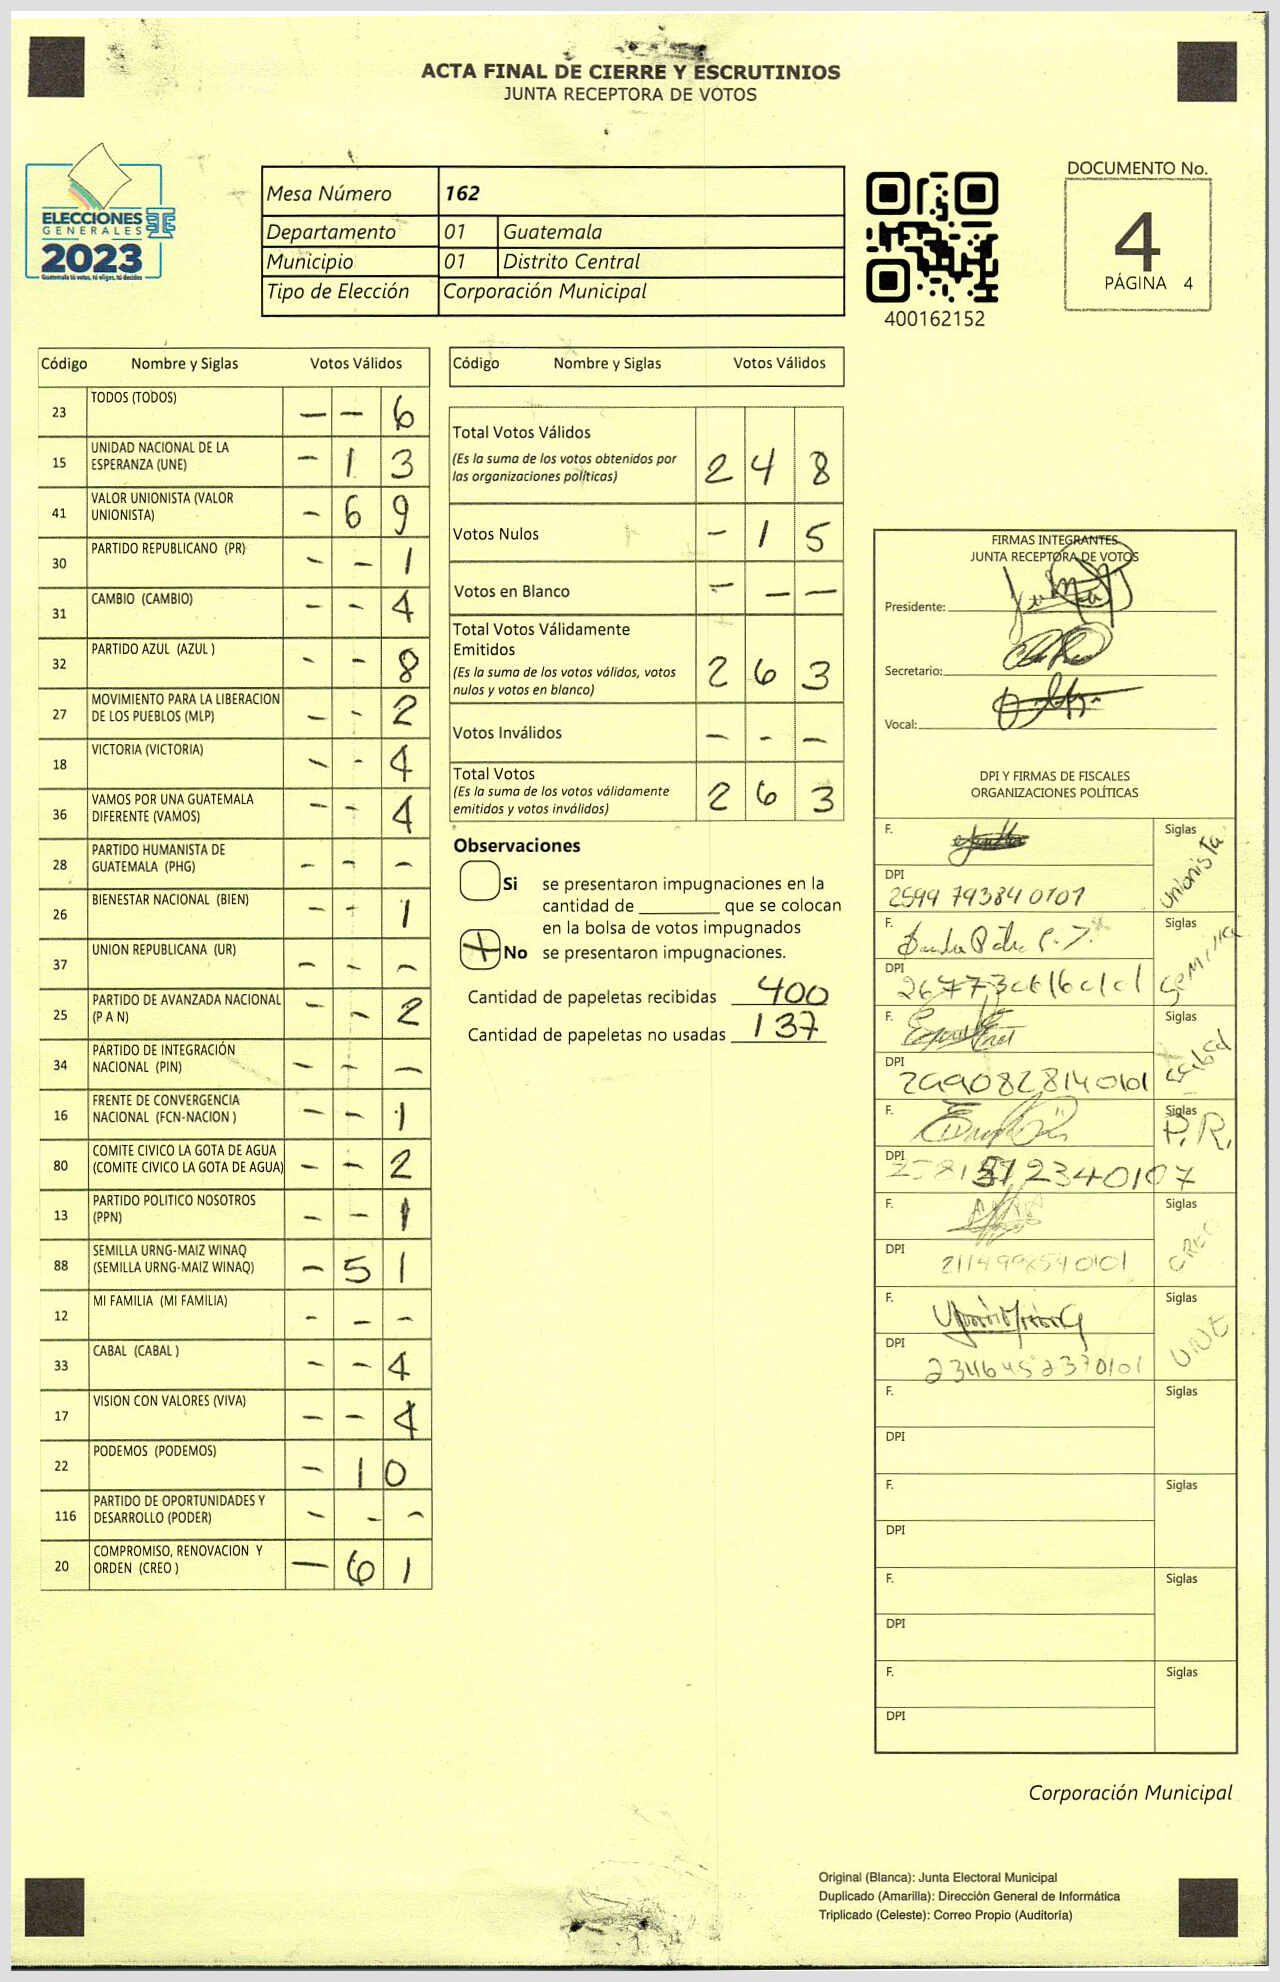 ACTA FINAL DE CIERRE Y ESCRUTINIOS
JUNTA RECEPTORA DE VOTOS
ELECCIONES
GENERALES
2023
Guatemala tú votas, tú eliges, tú decides
Mesa Número 162
Departamento 01 Guatemala
Municipio 01 Distrito Central
Tipo de Elección Corporación Municipal
400162152
DOCUMENTO No.
4
PÁGINA 4
Código Nombre y Siglas Votos Válidos
23 TODOS (TODOS) – – 6
15 UNIDAD NACIONAL DE LA
ESPERANZA (UNE) – 1 3
41 VALOR UNIONISTA (VALOR
UNIONISTA) – 6 9
30 PARTIDO REPUBLICANO (PR) – – 1
31 CAMBIO (CAMBIO) – – 4
32 PARTIDO AZUL (AZUL ) – – 8
27 MOVIMIENTO PARA LA LIBERACION
DE LOS PUEBLOS (MLP) – – 2
18 VICTORIA (VICTORIA) – – 4
36 VAMOS POR UNA GUATEMALA
DIFERENTE (VAMOS) – – 4
28 PARTIDO HUMANISTA DE
GUATEMALA (PHG) – – –
26 BIENESTAR NACIONAL (BIEN) – – 1
37 UNION REPUBLICANA (UR) – – –
25 PARTIDO DE AVANZADA NACIONAL
(P A N) – – 2
34 PARTIDO DE INTEGRACIÓN
NACIONAL (PIN) – – –
16 FRENTE DE CONVERGENCIA
NACIONAL (FCN-NACION ) – – 1
80 COMITE CIVICO LA GOTA DE AGUA
(COMITE CIVICO LA GOTA DE AGUA) – – 2
13 PARTIDO POLITICO NOSOTROS
(PPN) – – 1
88 SEMILLA URNG-MAIZ WINAQ
(SEMILLA URNG-MAIZ WINAQ) – 5 1
12 MI FAMILIA (MI FAMILIA) – – –
33 CABAL (CABAL ) – – 4
17 VISION CON VALORES (VIVA) – – 4
22 PODEMOS (PODEMOS) – 1 0
116 PARTIDO DE OPORTUNIDADES Y
DESARROLLO (PODER) – – –
20 COMPROMISO, RENOVACION Y
ORDEN (CREO ) – 6 1
Código Nombre y Siglas Votos Válidos
Total Votos Válidos
(Es la suma de los votos obtenidos por
las organizaciones políticas) 2 4 8
Votos Nulos – 1 5
Votos en Blanco – – –
Total Votos Válidamente
Emitidos
(Es la suma de los votos válidos, votos
nulos y votos en blanco) 2 6 3
Votos Inválidos – – –
Total Votos
(Es la suma de los votos válidamente
emitidos y votos inválidos) 2 6 3
Observaciones
Si se presentaron impugnaciones en la
cantidad de ________ que se colocan
en la bolsa de votos impugnados
No se presentaron impugnaciones.
Cantidad de papeletas recibidas 400
Cantidad de papeletas no usadas 137
FIRMAS INTEGRANTES
JUNTA RECEPTORA DE VOTOS
Presidente:
Secretario:
Vocal:
DPI Y FIRMAS DE FISCALES
ORGANIZACIONES POLÍTICAS
F. Siglas Unionista
DPI 2599 79384 0101
F. Siglas Semilla
DPI
F. Siglas Cabal
DPI 2990828140101
F. Siglas P.R.
DPI
F. Siglas CREO
DPI
F. Siglas UNE
DPI
F. Siglas
DPI
F. Siglas
DPI
F. Siglas
DPI
F. Siglas
DPI
Corporación Municipal
Original (Blanca): Junta Electoral Municipal
Duplicado (Amarilla): Dirección General de Informática
Triplicado (Celeste): Correo Propio (Auditoría)